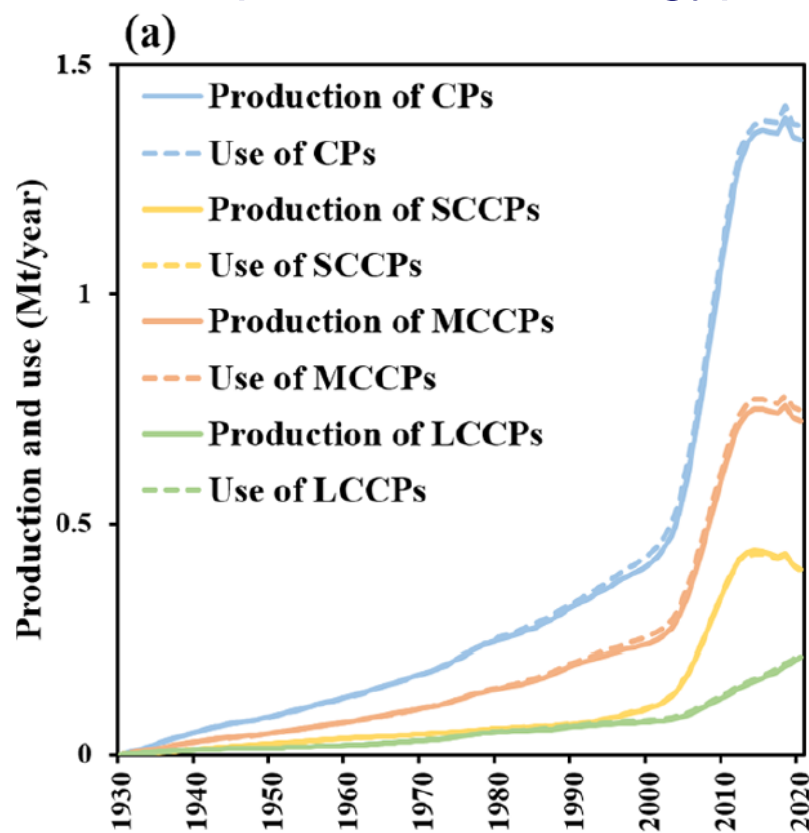 (a)
1.5
1
0.5
0
Production and use (Mt/year)
Production of CPs
Use of CPs
Production of SCCPs
Use of SCCPs
Production of MCCPs
Use of MCCPs
Production of LCCPs
Use of LCCPs
1930
1940
1950
1960
1970
1980
1990
2000
2010
2020